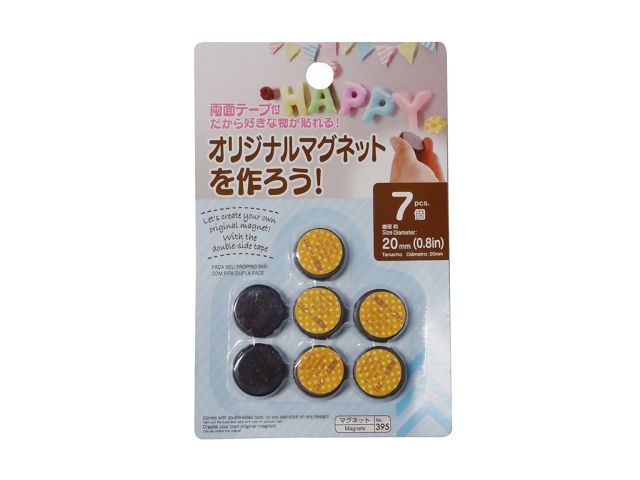 HAPPY
両面テープ付
だから好きな物が貼れる!
オリジナルマグネット
を作ろう!
7 pcs.
個
直径 約
Size Diameter:
20mm (0.8in)
Tamanho Diâmetro: 20mm
Let's create your own
original magnet!
With the
double-side tape
FAÇA SEU PRÓPRIO IMÃ!
COM FITA DUPLA FACE
Comes with double-sided tape, so you can stick on any design!
Create your own original magnet!
マグネット
Magnets
No.
395